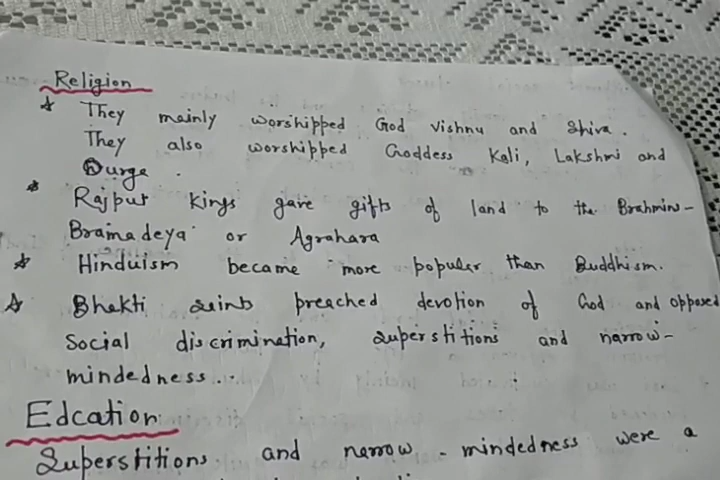 Religion
☆ They mainly worshipped God Vishnu and Shiva.
They also worshipped Goddess Kali, Lakshmi and
Durga.
☆ Rajput kings gave gifts of land to the Brahmins-
Bramadeya or Agrahara
☆ Hinduism became more popular than Buddhism.
☆ Bhakti saints preached devotion of God and opposed
Social discrimination, superstitions and narrow-
mindedness...
Edcation
Superstitions and narrow-mindedness were a